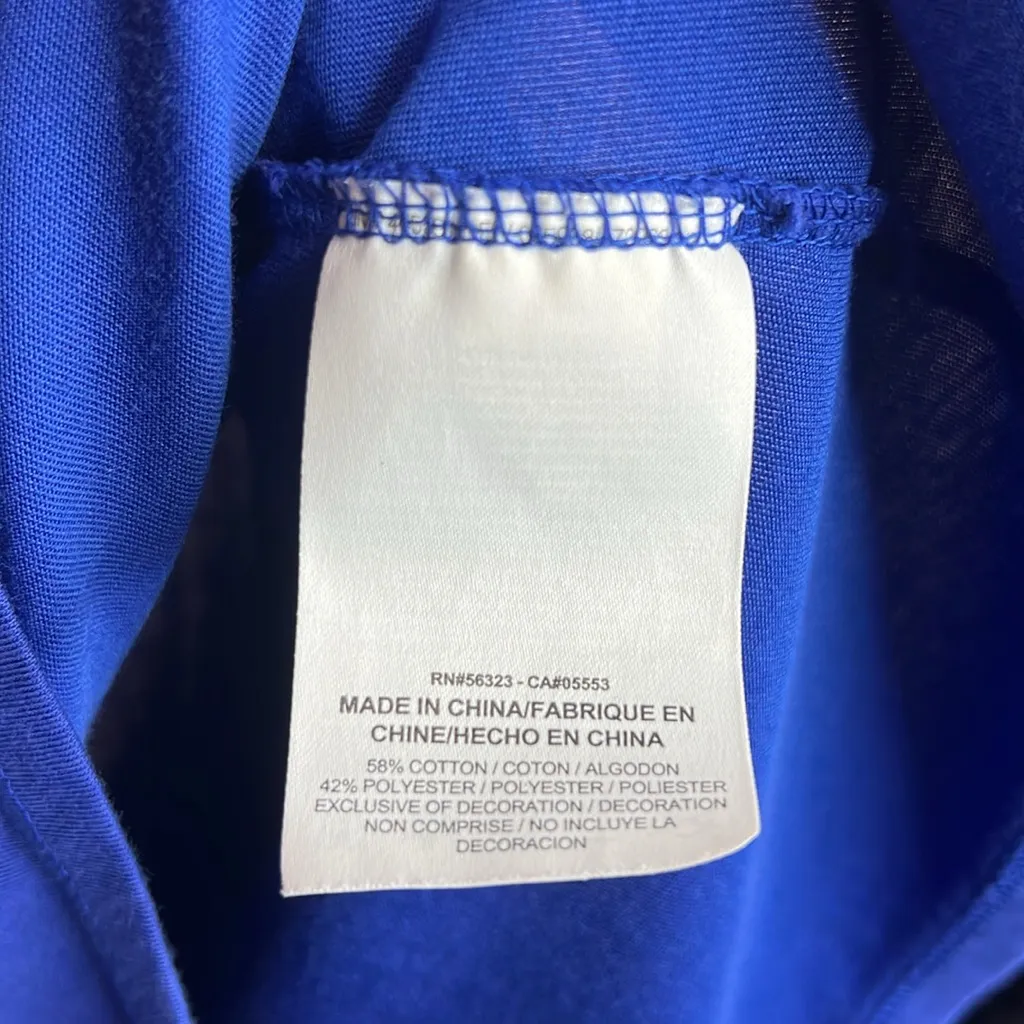 RN#56323 - CA#05553
MADE IN CHINA/FABRIQUE EN
CHINE/HECHO EN CHINA
58% COTTON / COTON / ALGODON
42% POLYESTER / POLYESTER / POLIESTER
EXCLUSIVE OF DECORATION / DECORATION
NON COMPRISE / NO INCLUYE LA
DECORACION